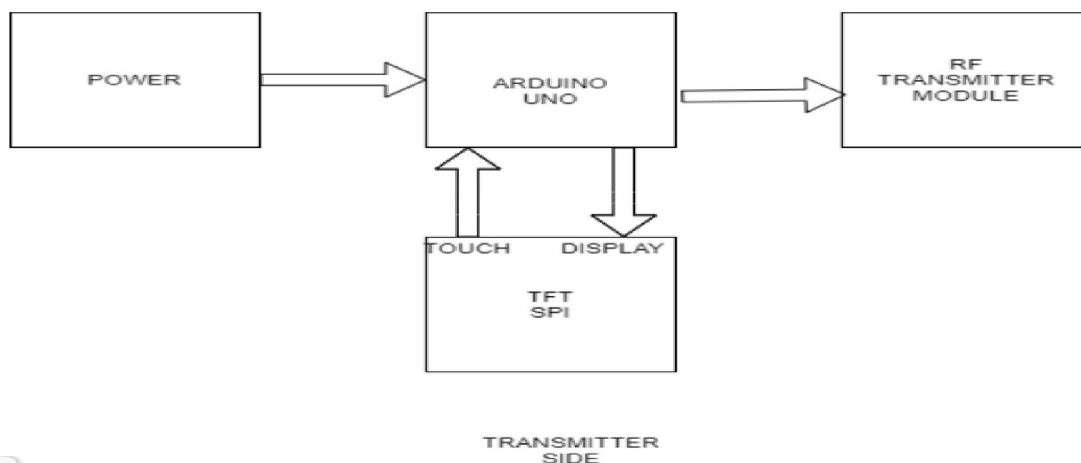 POWER
ARDUINO
UNO
RF
TRANSMITTER
MODULE
TOUCH
DISPLAY
TFT
SPI
TRANSMITTER
SIDE